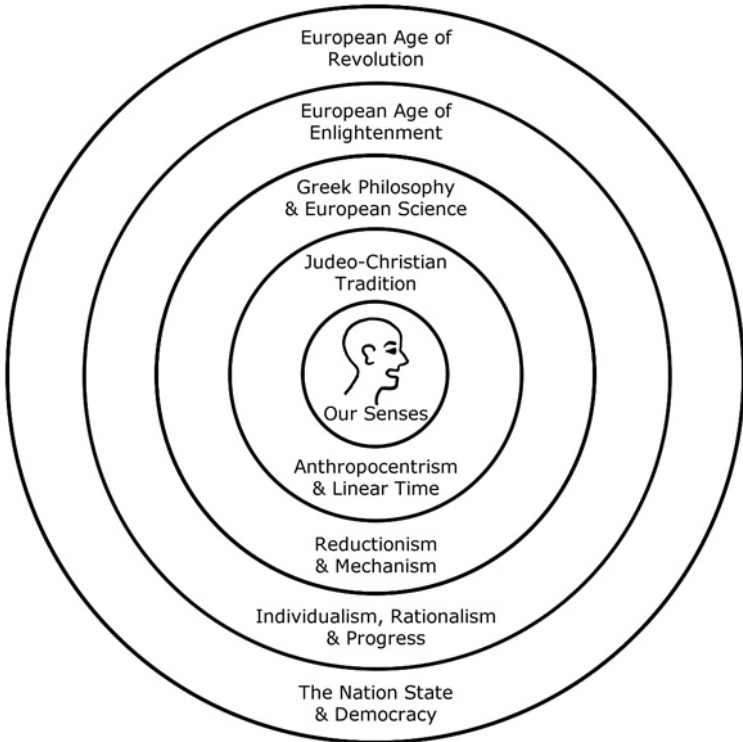 European Age of
Revolution
European Age of
Enlightenment
Greek Philosophy
& European Science
Judeo-Christian
Tradition
Our Senses
Anthropocentrism
& Linear Time
Reductionism
& Mechanism
Individualism, Rationalism
& Progress
The Nation State
& Democracy